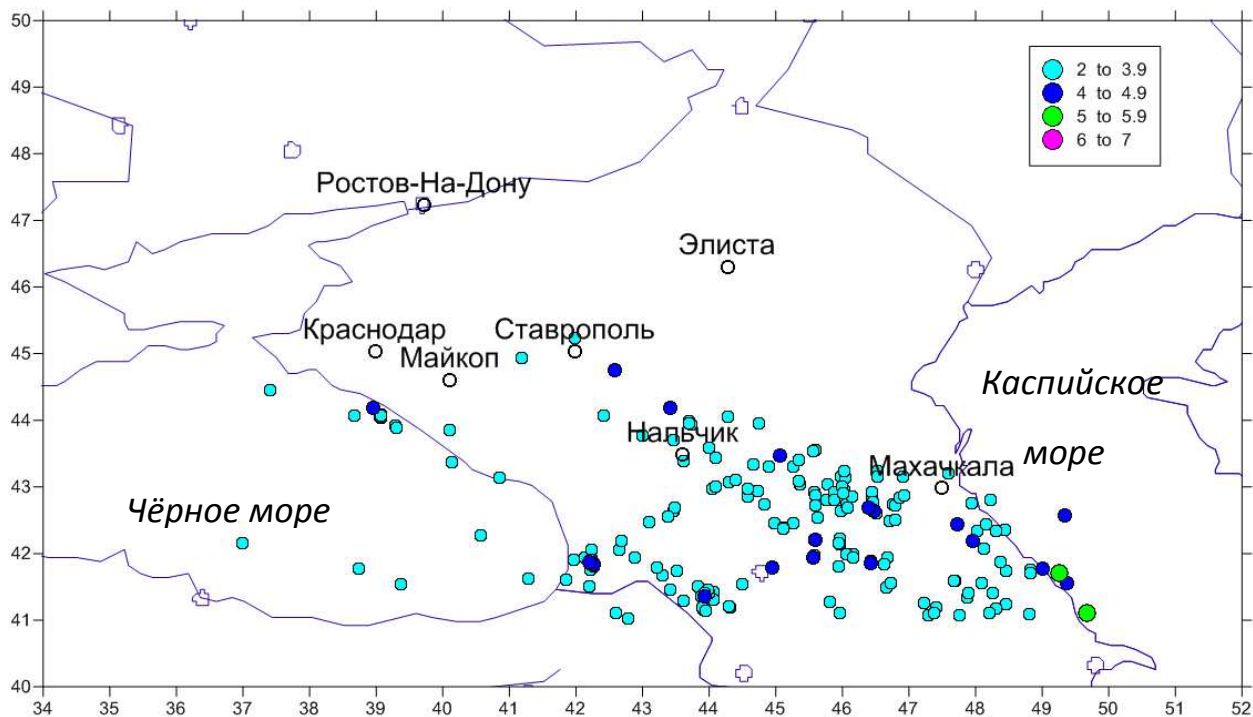 50
49
48
47
46
45
44
43
42
41
40
2 to 3.9
4 to 4.9
5 to 5.9
6 to 7
Ростов-На-Дону
Элиста
Краснодар
Ставрополь
Майкоп
Каспийское
море
Нальчик
Махачкала
Чёрное море
34 35 36 37 38 39 40 41 42 43 44 45 46 47 48 49 50 51 52